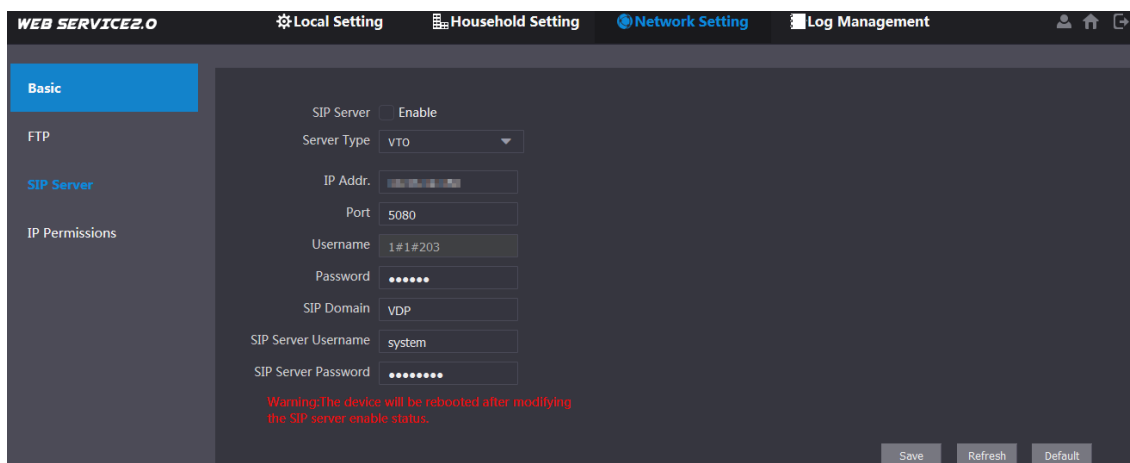 WEB SERVICE2.0 Local Setting Household Setting Network Setting Log Management
Basic
FTP
SIP Server
IP Permissions
SIP Server Enable
Server Type VTO
IP Addr.
Port 5080
Username 1#1#203
Password ••••••
SIP Domain VDP
SIP Server Username system
SIP Server Password ••••••••
Warning:The device will be rebooted after modifying
the SIP server enable status.
Save Refresh Default